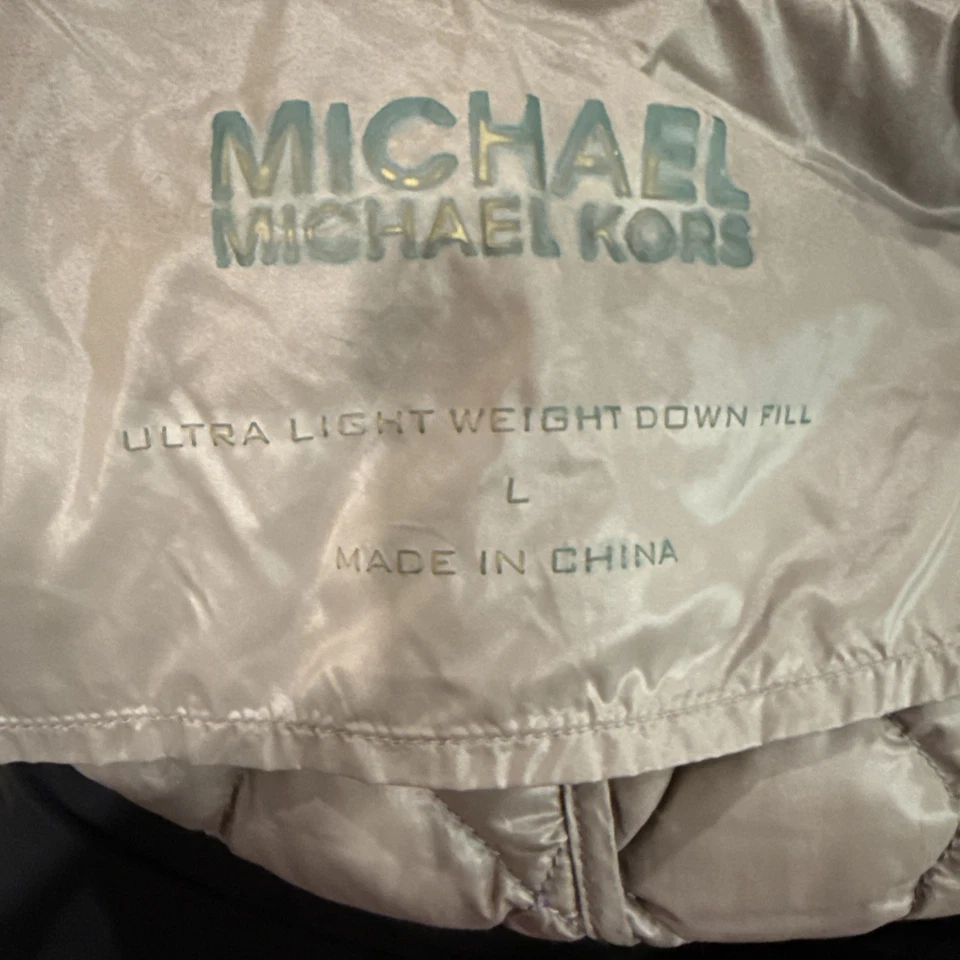 MICHAEL
MICHAEL KORS
ULTRA LIGHT WEIGHT DOWN FILL
L
MADE IN CHINA